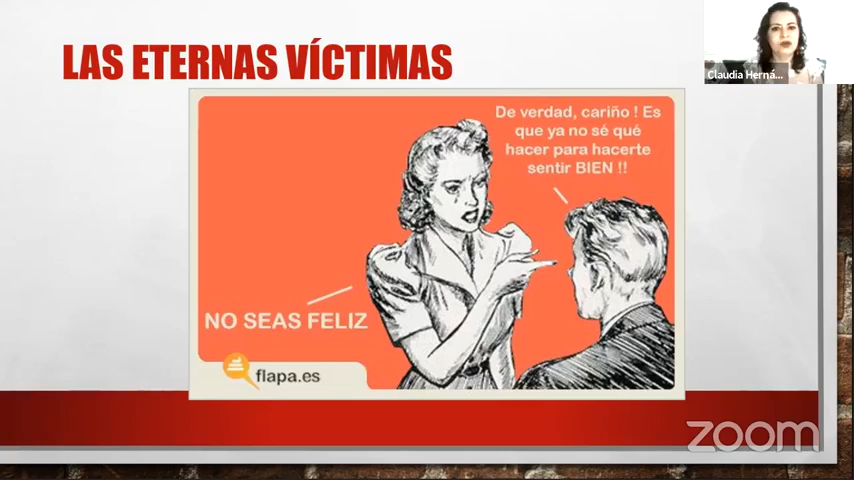 LAS ETERNAS VÍCTIMAS
Claudia Herná...
De verdad, cariño ! Es
que ya no sé qué
hacer para hacerte
sentir BIEN !!
NO SEAS FELIZ
flapa.es
zoom